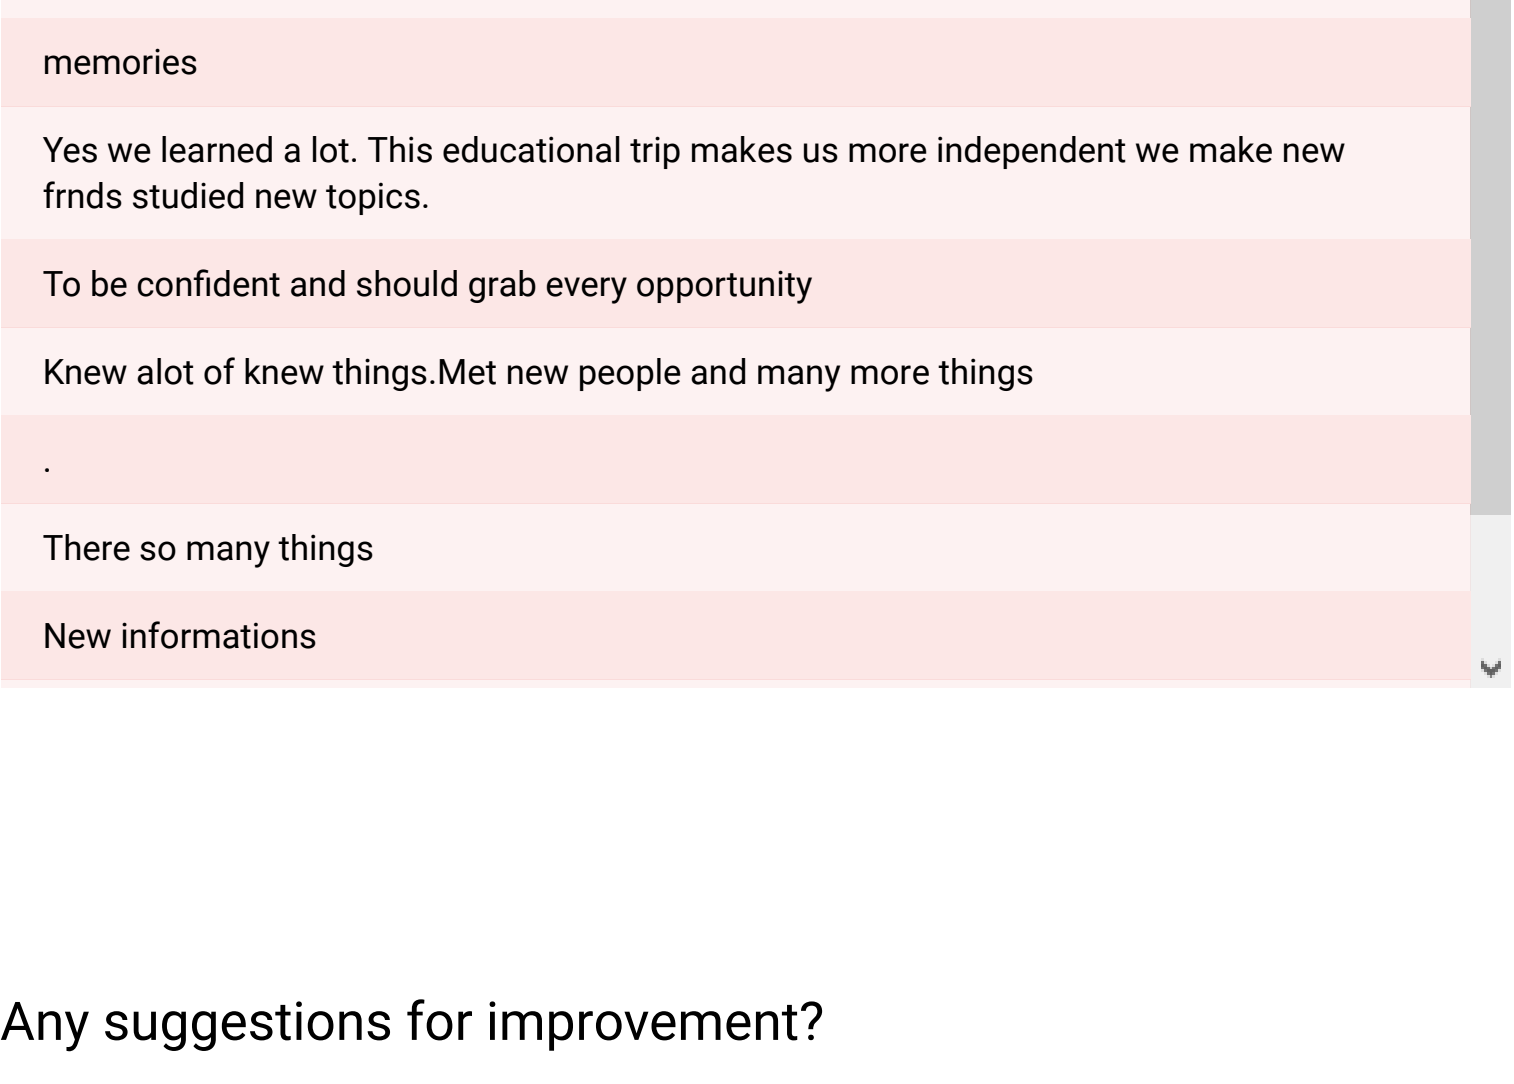 memories
Yes we learned a lot. This educational trip makes us more independent we make new
frnds studied new topics.
To be confident and should grab every opportunity
Knew alot of knew things.Met new people and many more things
.
There so many things
New informations
Any suggestions for improvement?